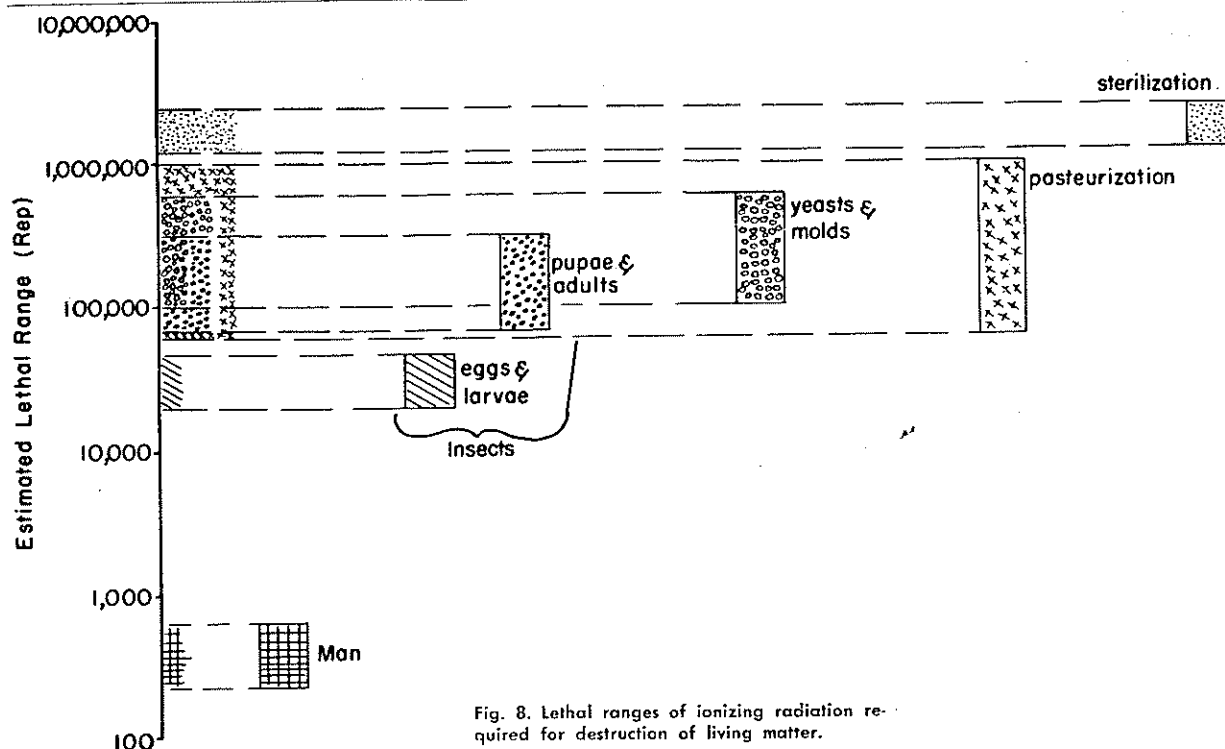 10,000,000
sterilization
1,000,000
pasteurization
yeasts &
molds
pupae &
adults
100,000
eggs &
larvae
Insects
10,000
Estimated Lethal Range (Rep)
1,000
Man
100
Fig. 8. Lethal ranges of ionizing radiation re-
quired for destruction of living matter.